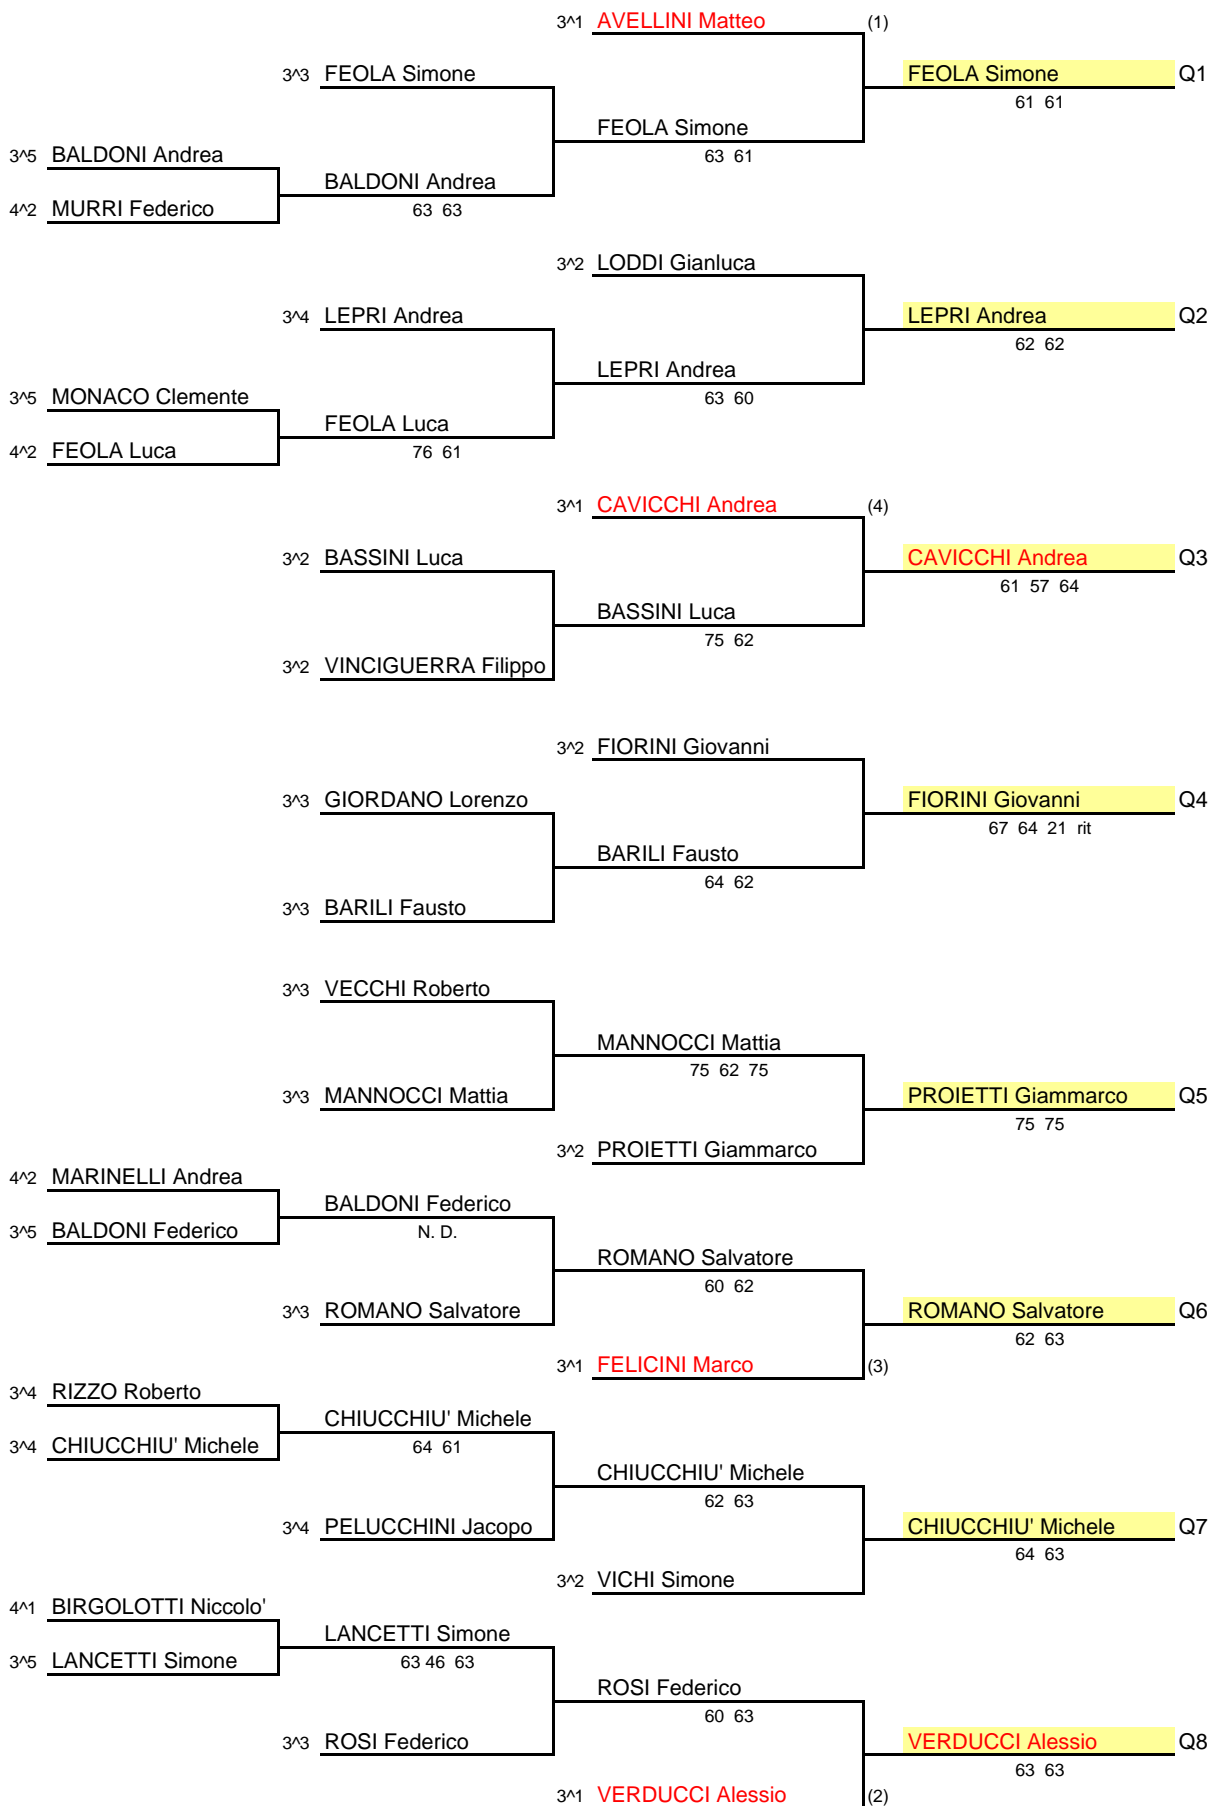 3^1 AVELLINI Matteo (1)
3^3 FEOLA Simone FEOLA Simone Q1
61 61
FEOLA Simone
3^5 BALDONI Andrea 63 61
BALDONI Andrea
4^2 MURRI Federico 63 63
3^2 LODDI Gianluca
3^4 LEPRI Andrea LEPRI Andrea Q2
62 62
LEPRI Andrea
3^5 MONACO Clemente 63 60
FEOLA Luca
4^2 FEOLA Luca 76 61
3^1 CAVICCHI Andrea (4)
3^2 BASSINI Luca CAVICCHI Andrea Q3
61 57 64
BASSINI Luca
75 62
3^2 VINCIGUERRA Filippo
3^2 FIORINI Giovanni
3^3 GIORDANO Lorenzo FIORINI Giovanni Q4
67 64 21 rit
BARILI Fausto
64 62
3^3 BARILI Fausto
3^3 VECCHI Roberto
MANNOCCI Mattia
75 62 75
3^3 MANNOCCI Mattia PROIETTI Giammarco Q5
75 75
3^2 PROIETTI Giammarco
4^2 MARINELLI Andrea
BALDONI Federico
3^5 BALDONI Federico N. D.
ROMANO Salvatore
60 62
3^3 ROMANO Salvatore ROMANO Salvatore Q6
62 63
3^1 FELICINI Marco (3)
3^4 RIZZO Roberto
CHIUCCHIU' Michele
3^4 CHIUCCHIU' Michele 64 61
CHIUCCHIU' Michele
62 63
3^4 PELUCCHINI Jacopo CHIUCCHIU' Michele Q7
64 63
3^2 VICHI Simone
4^1 BIRGOLOTTI Niccolo'
LANCETTI Simone
3^5 LANCETTI Simone 63 46 63
ROSI Federico
60 63
3^3 ROSI Federico VERDUCCI Alessio Q8
63 63
3^1 VERDUCCI Alessio (2)